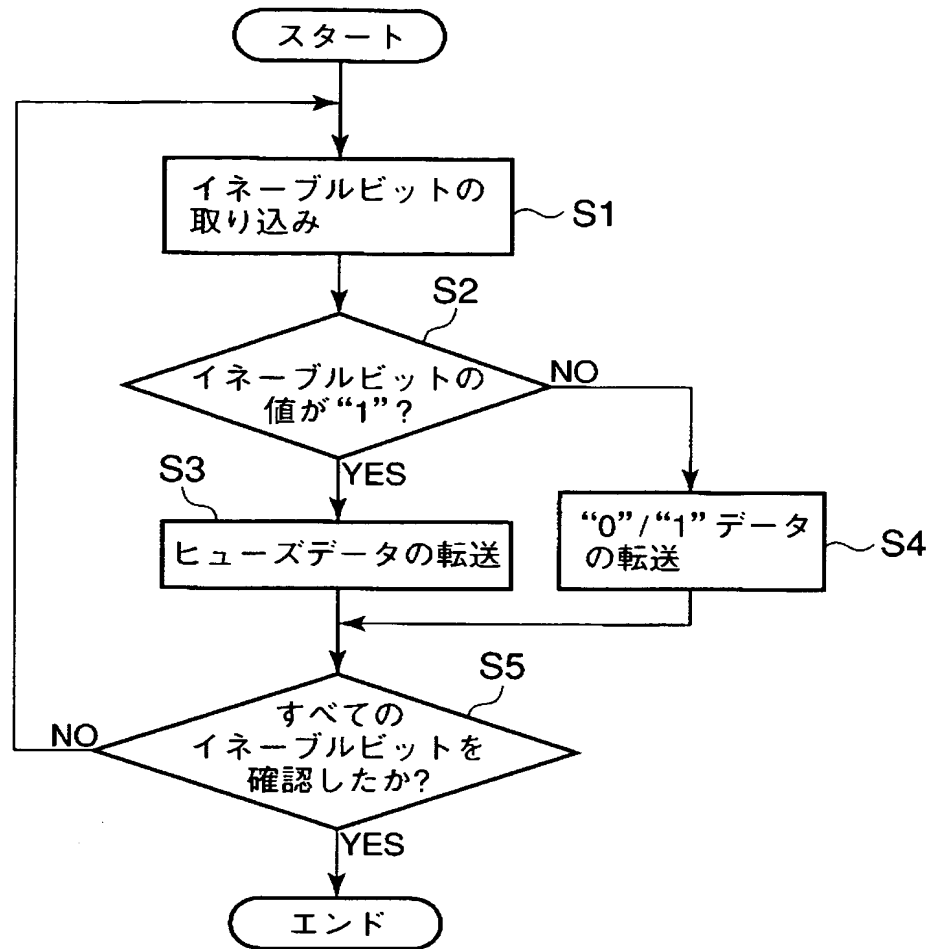 スタート
イネーブルビットの
取り込み
S1
S2
イネーブルビットの
値が“1”?
NO
YES
S3
ヒューズデータの転送
“0”/“1”データ
の転送
S4
S5
すべての
イネーブルビットを
確認したか?
NO
YES
エンド